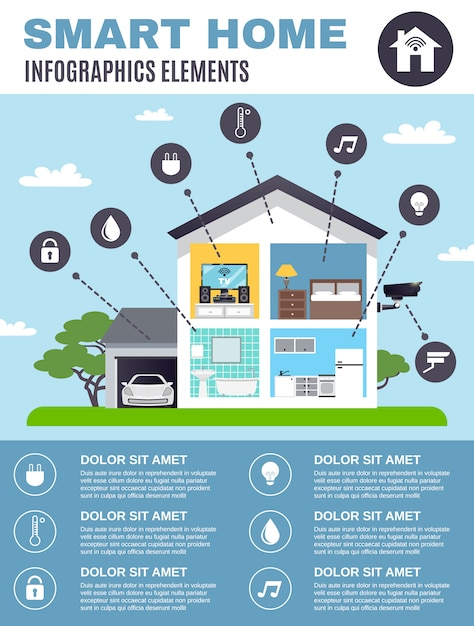 SMART HOME
INFOGRAPHICS ELEMENTS
TV
DOLOR SIT AMET
Duis aute irure dolor in reprehenderit in voluptate
velit esse cillum dolore eu fugiat nulla pariatur
excepteur sint occaecat cupidatat non proident
sunt in culpa qui officia deserunt mollit
DOLOR SIT AMET
Duis aute irure dolor in reprehenderit in voluptate
velit esse cillum dolore eu fugiat nulla pariatur
excepteur sint occaecat cupidatat non proident
sunt in culpa qui officia deserunt mollit
DOLOR SIT AMET
Duis aute irure dolor in reprehenderit in voluptate
velit esse cillum dolore eu fugiat nulla pariatur
excepteur sint occaecat cupidatat non proident
sunt in culpa qui officia deserunt mollit
DOLOR SIT AMET
Duis aute irure dolor in reprehenderit in voluptate
velit esse cillum dolore eu fugiat nulla pariatur
excepteur sint occaecat cupidatat non proident
sunt in culpa qui officia deserunt mollit
DOLOR SIT AMET
Duis aute irure dolor in reprehenderit in voluptate
velit esse cillum dolore eu fugiat nulla pariatur
excepteur sint occaecat cupidatat non proident
sunt in culpa qui officia deserunt mollit
DOLOR SIT AMET
Duis aute irure dolor in reprehenderit in voluptate
velit esse cillum dolore eu fugiat nulla pariatur
excepteur sint occaecat cupidatat non proident
sunt in culpa qui officia deserunt mollit